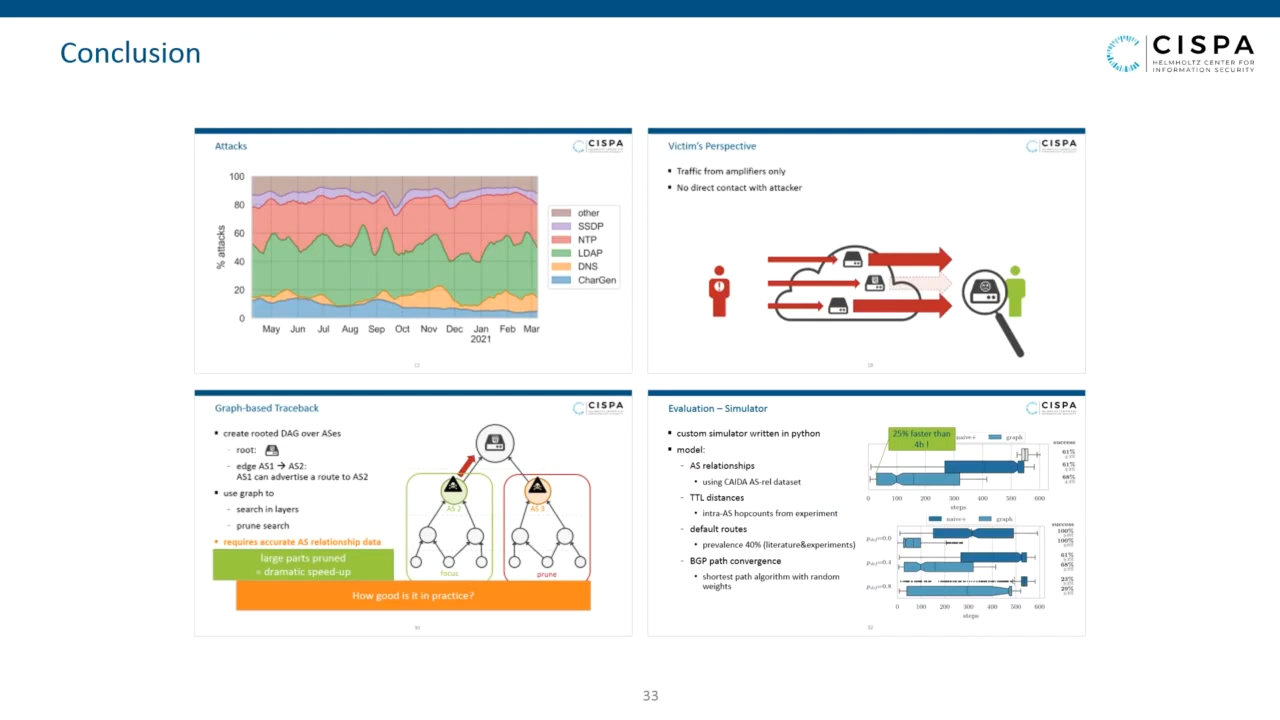 Conclusion
CISPA
HELMHOLTZ CENTER FOR
INFORMATION SECURITY
Attacks
CISPA
100
80
60
40
20
0
% attacks
May Jun Jul Aug Sep Oct Nov Dec Jan Feb Mar
2021
other
SSDP
NTP
LDAP
DNS
CharGen
Victim's Perspective
CISPA
Traffic from amplifiers only
No direct contact with attacker
Graph-based Traceback
CISPA
create rooted DAG over ASes
- root:
- edge AS1 → AS2:
AS1 can advertise a route to AS2
use graph to
- search in layers
- prune search
requires accurate AS relationship data
large parts pruned
= dramatic speed-up
AS 2
AS 3
focus
prune
How good is it in practice?
Evaluation – Simulator
CISPA
custom simulator written in python
model:
- AS relationships
• using CAIDA AS-rel dataset
- TTL distances
• intra-AS hopcounts from experiment
- default routes
• prevalence 40% (literature&experiments)
- BGP path convergence
• shortest path algorithm with random
weights
25% faster than
4h !
naive+ graph
success
61%
61%
68%
0 100 200 300 400 500 600
steps
naive+ graph
success
100%
100%
61%
68%
23%
29%
0 100 200 300 400 500 600
steps
33